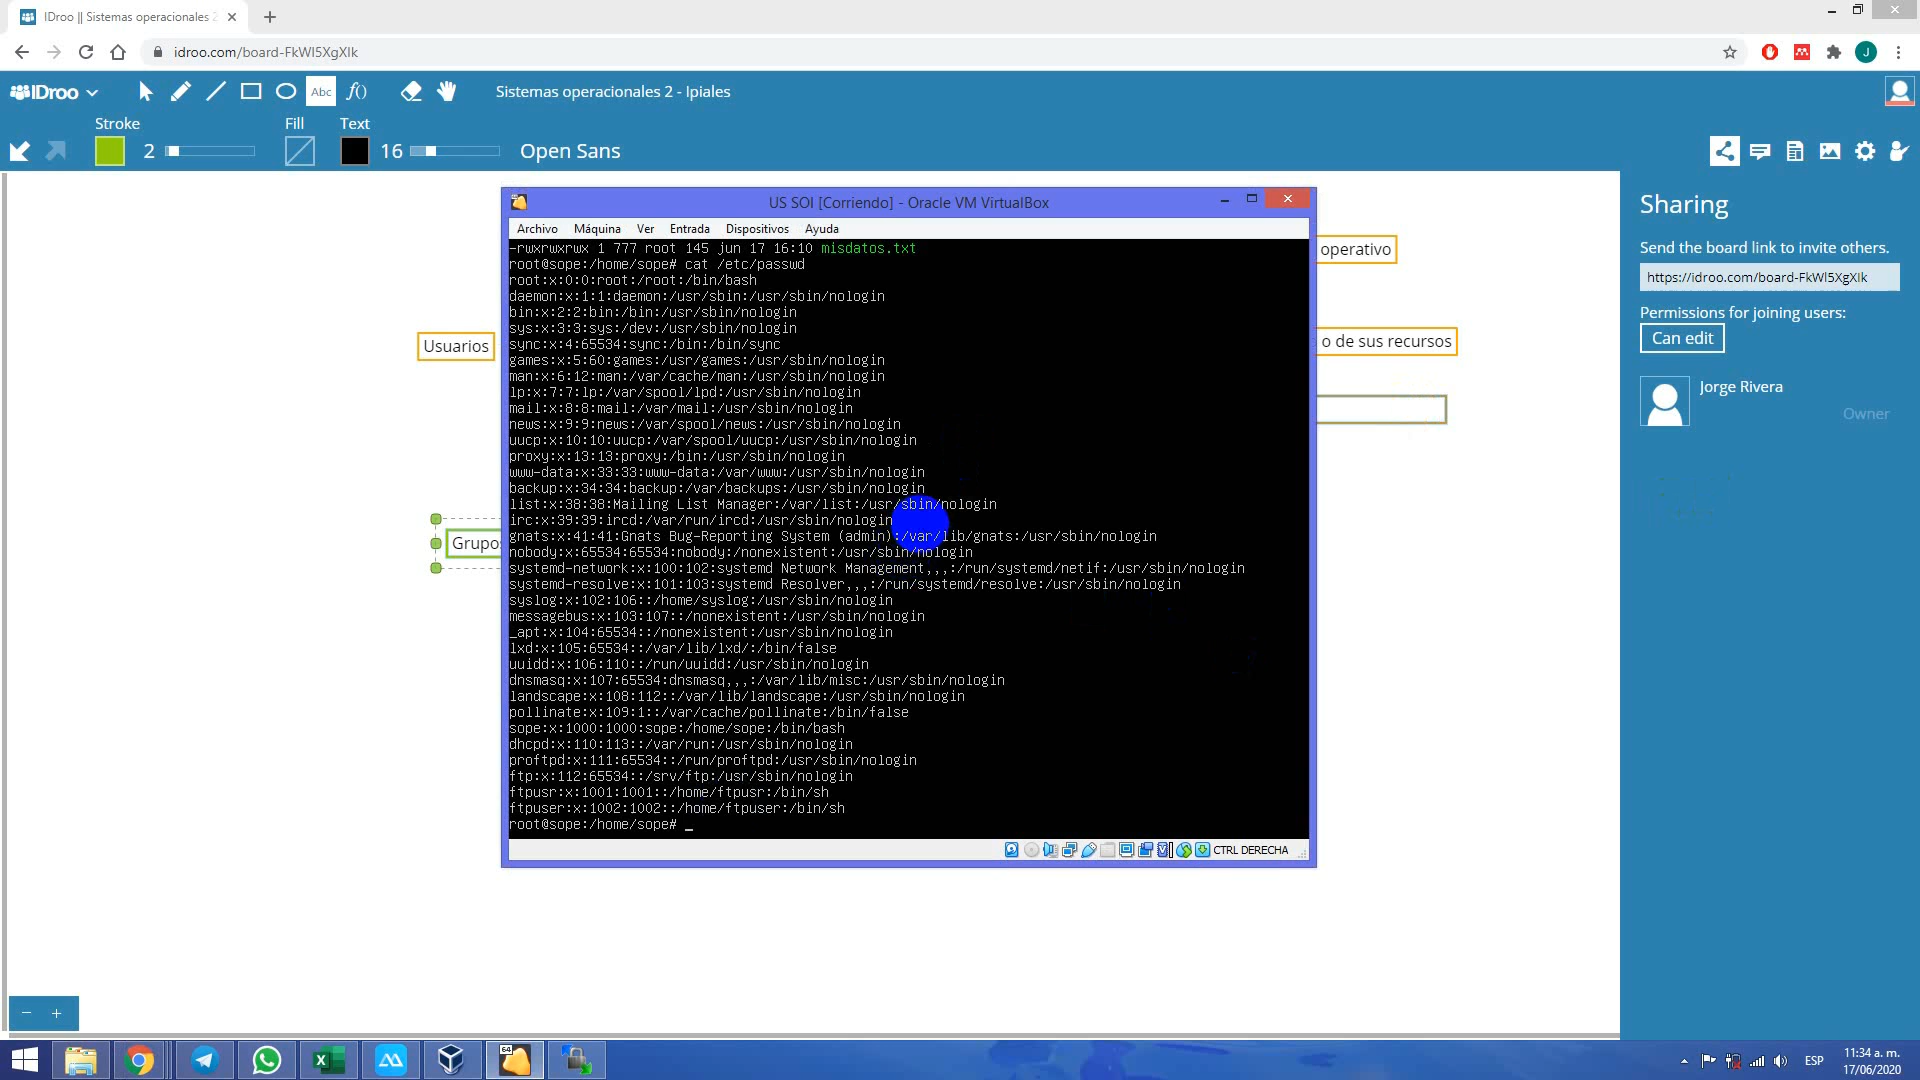 IDroo || Sistemas operacionales 2
idroo.com/board-FkWl5XgXlk
J
IDroo
Abc
f()
Sistemas operacionales 2 - Ipiales
Stroke
Fill
Text
2
16
Open Sans
Sharing
Send the board link to invite others.
https://idroo.com/board-FkWl5XgXlk
Permissions for joining users:
Can edit
Jorge Rivera
Owner
Usuarios
Grupos
operativo
o de sus recursos
US SOI [Corriendo] - Oracle VM VirtualBox
Archivo Máquina Ver Entrada Dispositivos Ayuda
-rwxrwxrwx 1 777 root 145 jun 17 16:10 misdatos.txt
root@sope:/home/sope# cat /etc/passwd
root:x:0:0:root:/root:/bin/bash
daemon:x:1:1:daemon:/usr/sbin:/usr/sbin/nologin
bin:x:2:2:bin:/bin:/usr/sbin/nologin
sys:x:3:3:sys:/dev:/usr/sbin/nologin
sync:x:4:65534:sync:/bin:/bin/sync
games:x:5:60:games:/usr/games:/usr/sbin/nologin
man:x:6:12:man:/var/cache/man:/usr/sbin/nologin
lp:x:7:7:lp:/var/spool/lpd:/usr/sbin/nologin
mail:x:8:8:mail:/var/mail:/usr/sbin/nologin
news:x:9:9:news:/var/spool/news:/usr/sbin/nologin
uucp:x:10:10:uucp:/var/spool/uucp:/usr/sbin/nologin
proxy:x:13:13:proxy:/bin:/usr/sbin/nologin
www-data:x:33:33:www-data:/var/www:/usr/sbin/nologin
backup:x:34:34:backup:/var/backups:/usr/sbin/nologin
list:x:38:38:Mailing List Manager:/var/list:/usr/sbin/nologin
irc:x:39:39:ircd:/var/run/ircd:/usr/sbin/nologin
gnats:x:41:41:Gnats Bug-Reporting System (admin):/var/lib/gnats:/usr/sbin/nologin
nobody:x:65534:65534:nobody:/nonexistent:/usr/sbin/nologin
systemd-network:x:100:102:systemd Network Management,,,:/run/systemd/netif:/usr/sbin/nologin
systemd-resolve:x:101:103:systemd Resolver,,,:/run/systemd/resolve:/usr/sbin/nologin
syslog:x:102:106::/home/syslog:/usr/sbin/nologin
messagebus:x:103:107::/nonexistent:/usr/sbin/nologin
_apt:x:104:65534::/nonexistent:/usr/sbin/nologin
lxd:x:105:65534::/var/lib/lxd/:/bin/false
uuidd:x:106:110::/run/uuidd:/usr/sbin/nologin
dnsmasq:x:107:65534:dnsmasq,,,:/var/lib/misc:/usr/sbin/nologin
landscape:x:108:112::/var/lib/landscape:/usr/sbin/nologin
pollinate:x:109:1::/var/cache/pollinate:/bin/false
sope:x:1000:1000:sope:/home/sope:/bin/bash
dhcpd:x:110:113::/var/run:/usr/sbin/nologin
proftpd:x:111:65534::/run/proftpd:/usr/sbin/nologin
ftp:x:112:65534::/srv/ftp:/usr/sbin/nologin
ftpusr:x:1001:1001::/home/ftpusr:/bin/sh
ftpuser:x:1002:1002::/home/ftpuser:/bin/sh
root@sope:/home/sope# _
CTRL DERECHA
64
ESP
11:34 a. m.
17/06/2020